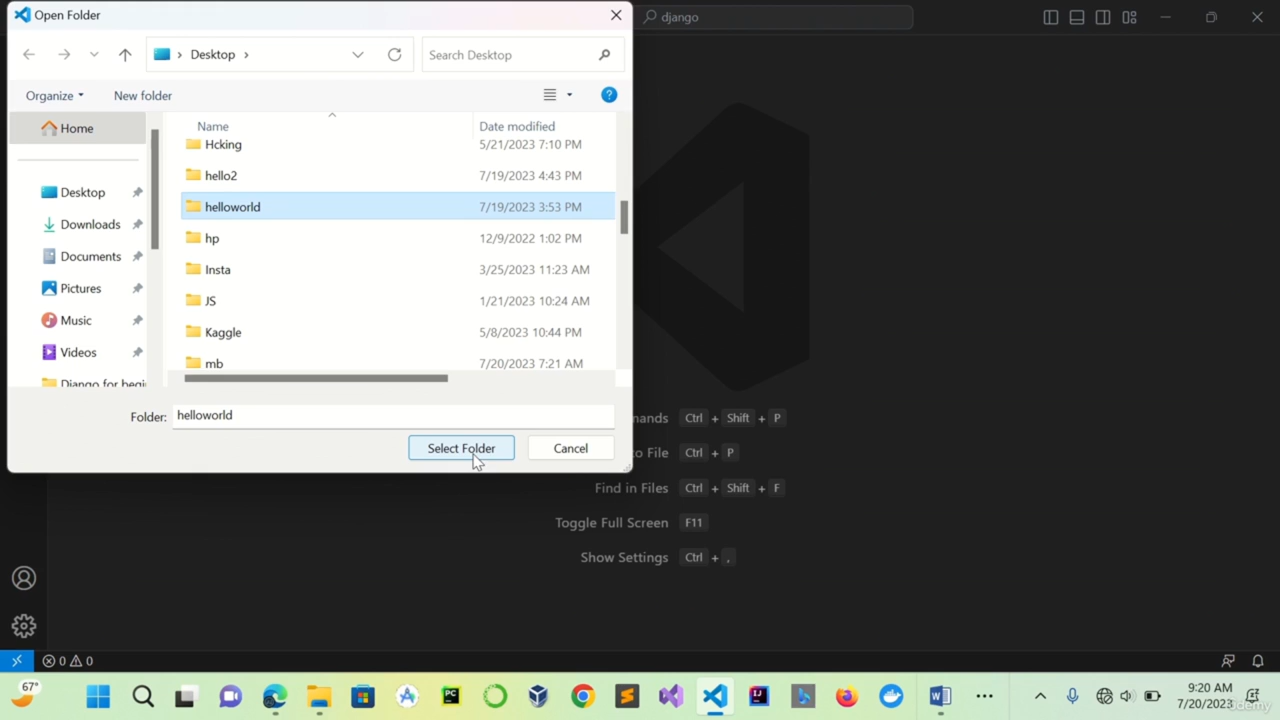 Open Folder
django
Desktop
Search Desktop
Organize
New folder
?
Home
Desktop
Downloads
Documents
Pictures
Music
Videos
Django for begi
Name
Date modified
Hcking
5/21/2023 7:10 PM
hello2
7/19/2023 4:43 PM
helloworld
7/19/2023 3:53 PM
hp
12/9/2022 1:02 PM
Insta
3/25/2023 11:23 AM
JS
1/21/2023 10:24 AM
Kaggle
5/8/2023 10:44 PM
mb
7/20/2023 7:21 AM
Folder: helloworld
Select Folder
Cancel
mands Ctrl + Shift + P
to File Ctrl + P
Find in Files Ctrl + Shift + F
Toggle Full Screen F11
Show Settings Ctrl + ,
0 0
67°
PC
IJ
W
9:20 AM
7/20/2023
udemy